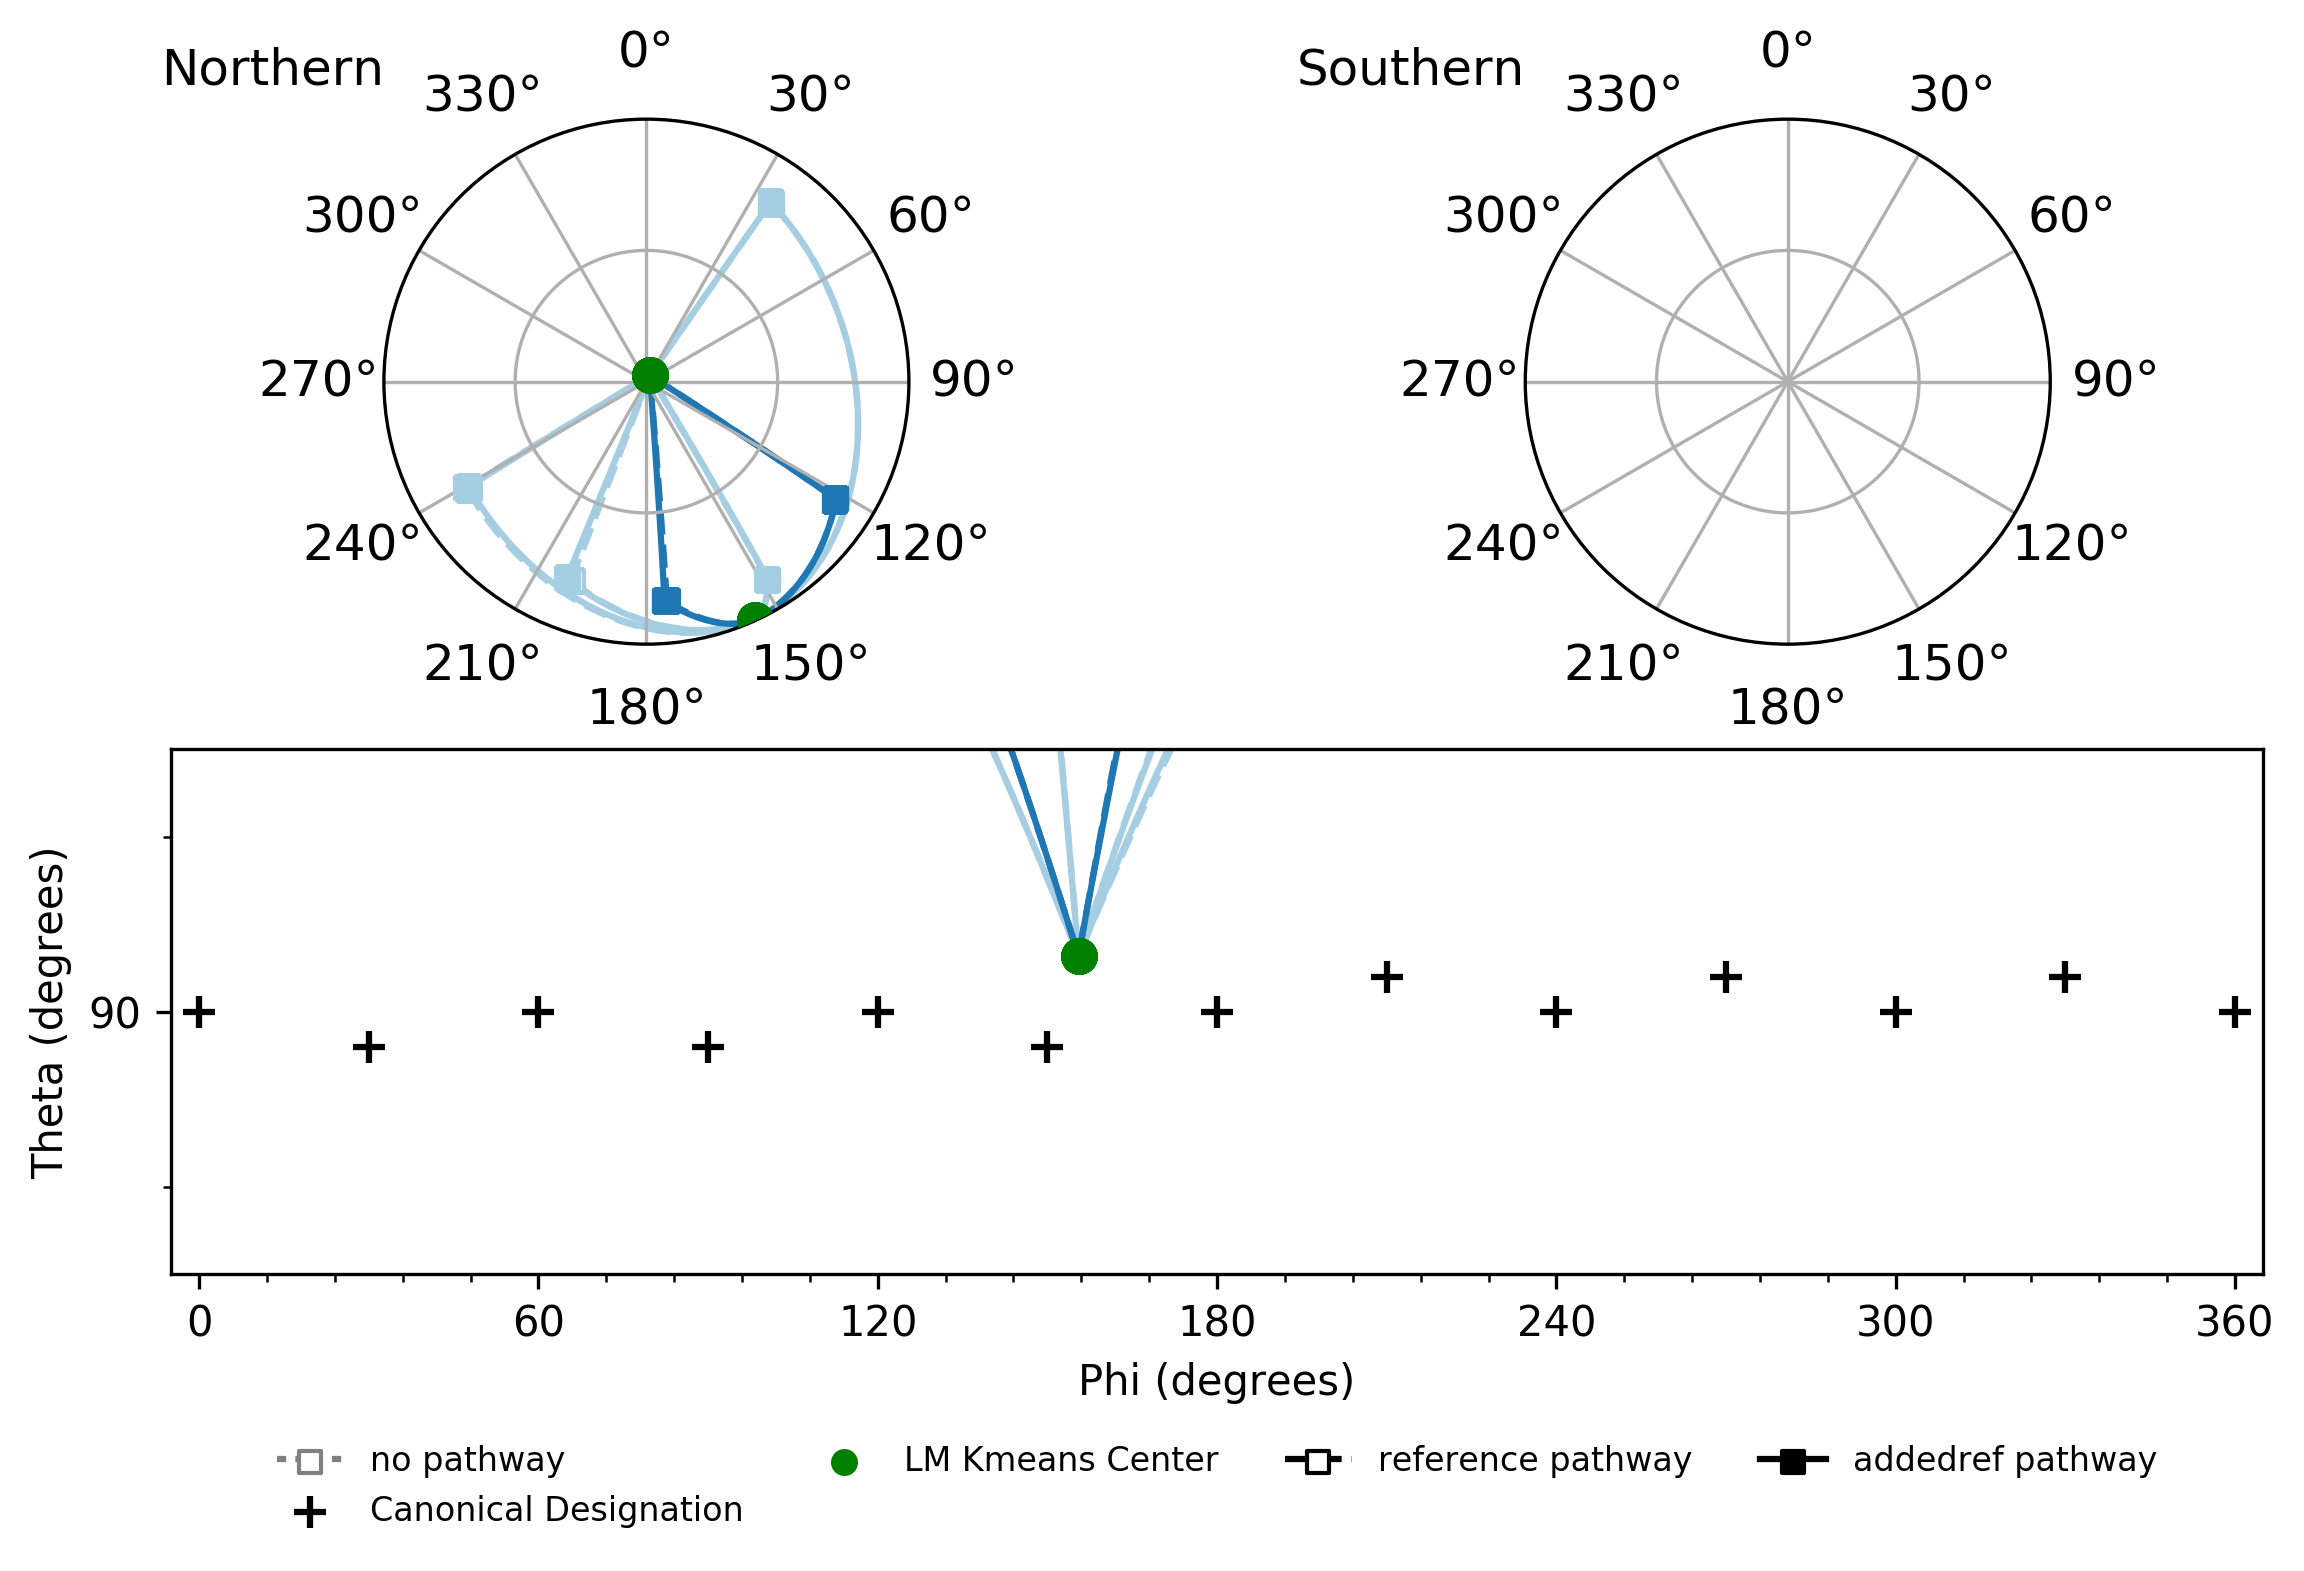 Northern
0°
30°
60°
90°
120°
150°
180°
210°
240°
270°
300°
330°
Southern
0°
30°
60°
90°
120°
150°
180°
210°
240°
270°
300°
330°
Theta (degrees)
90
0 60 120 180 240 300 360
Phi (degrees)
no pathway
Canonical Designation
LM Kmeans Center
reference pathway
addedref pathway